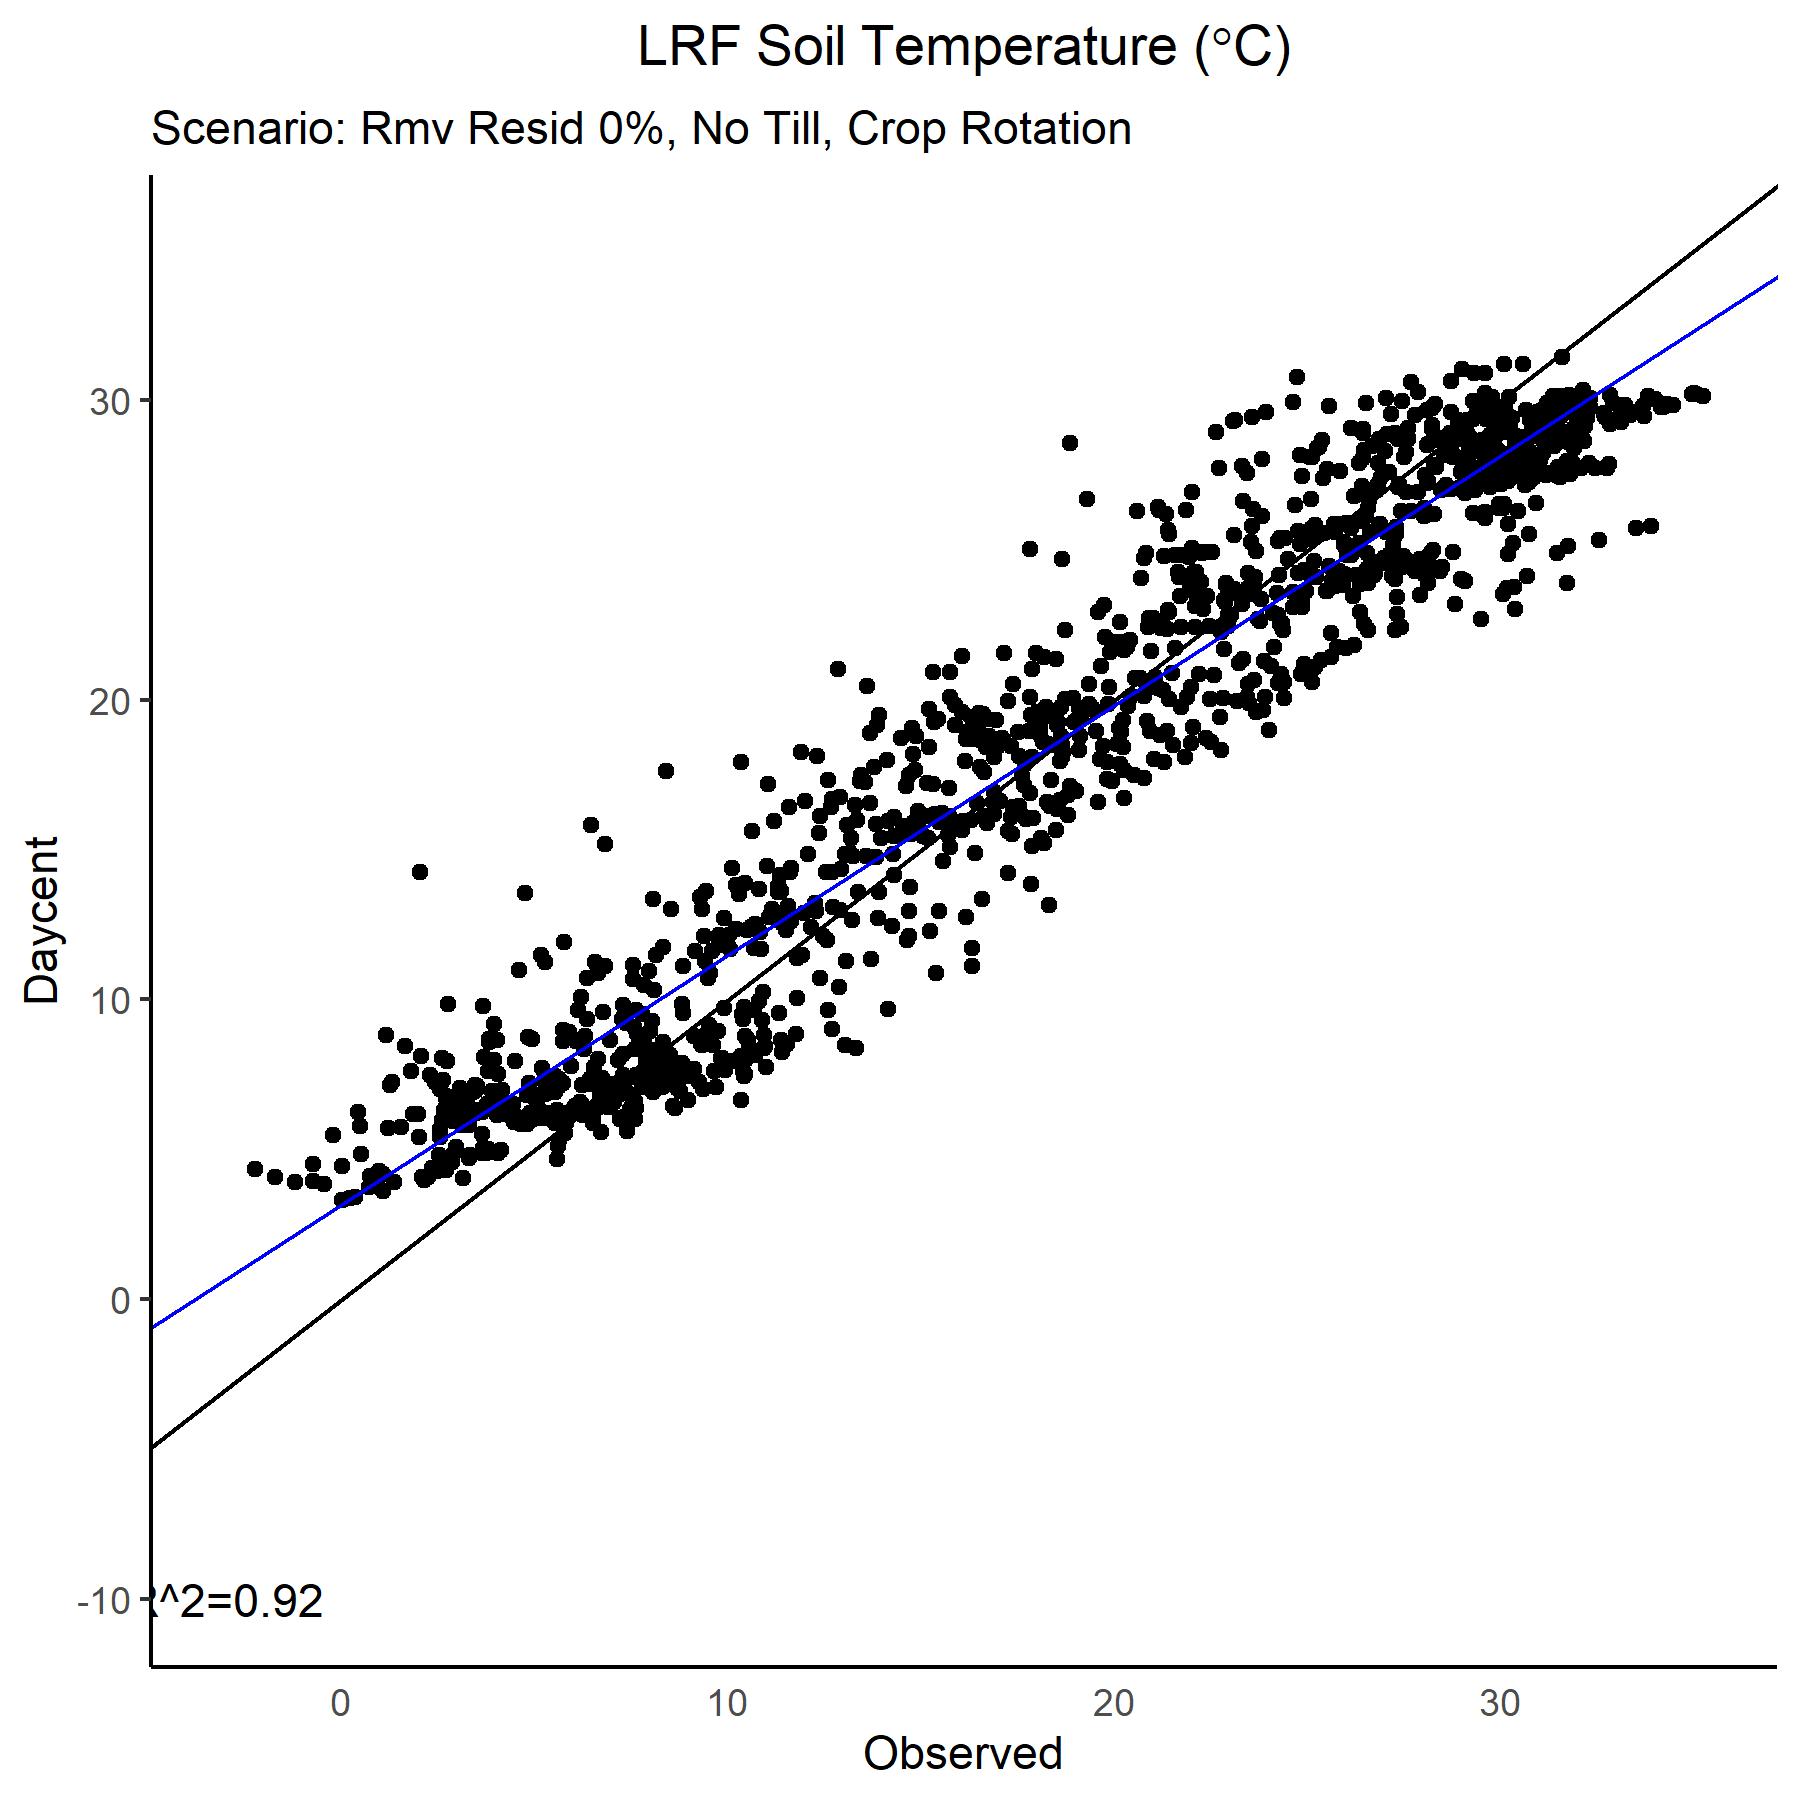 LRF Soil Temperature (°C)
Scenario: Rmv Resid 0%, No Till, Crop Rotation
Daycent
30
20
10
0
-10
R^2=0.92
0 10 20 30
Observed